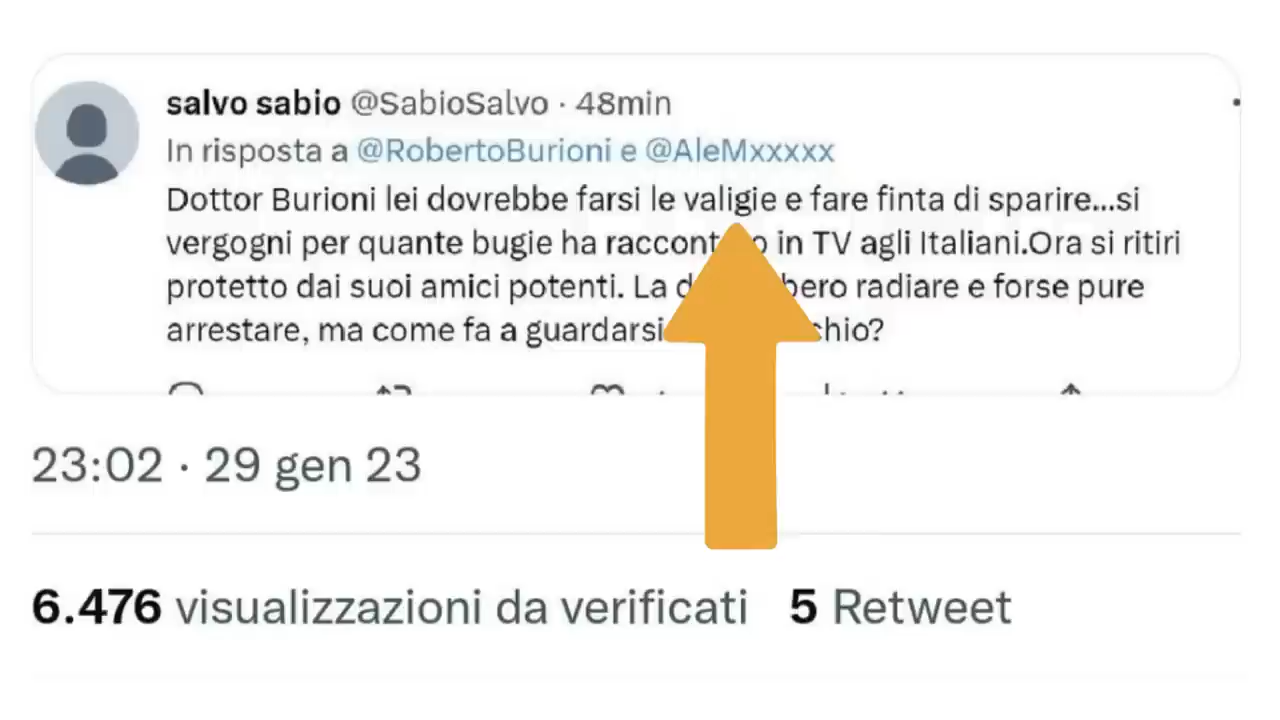 salvo sabio @SabioSalvo · 48min
In risposta a @RobertoBurioni e @AleMxxxxx
Dottor Burioni lei dovrebbe farsi le valigie e fare finta di sparire...si
vergogni per quante bugie ha in TV agli Italiani.Ora si ritiri
protetto dai suoi amici potenti. La radiare e forse pure
arrestare, ma come fa a guardarsi
23:02 · 29 gen 23
6.476 visualizzazioni da verificati 5 Retweet